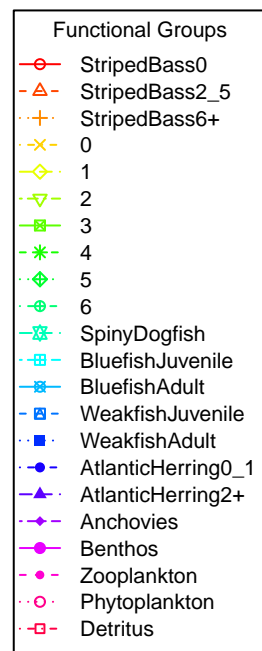 Functional Groups
StripedBass0
StripedBass2_5
StripedBass6+
0
1
2
3
4
5
6
SpinyDogfish
BluefishJuvenile
BluefishAdult
WeakfishJuvenile
WeakfishAdult
AtlanticHerring0_1
AtlanticHerring2+
Anchovies
Benthos
Zooplankton
Phytoplankton
Detritus